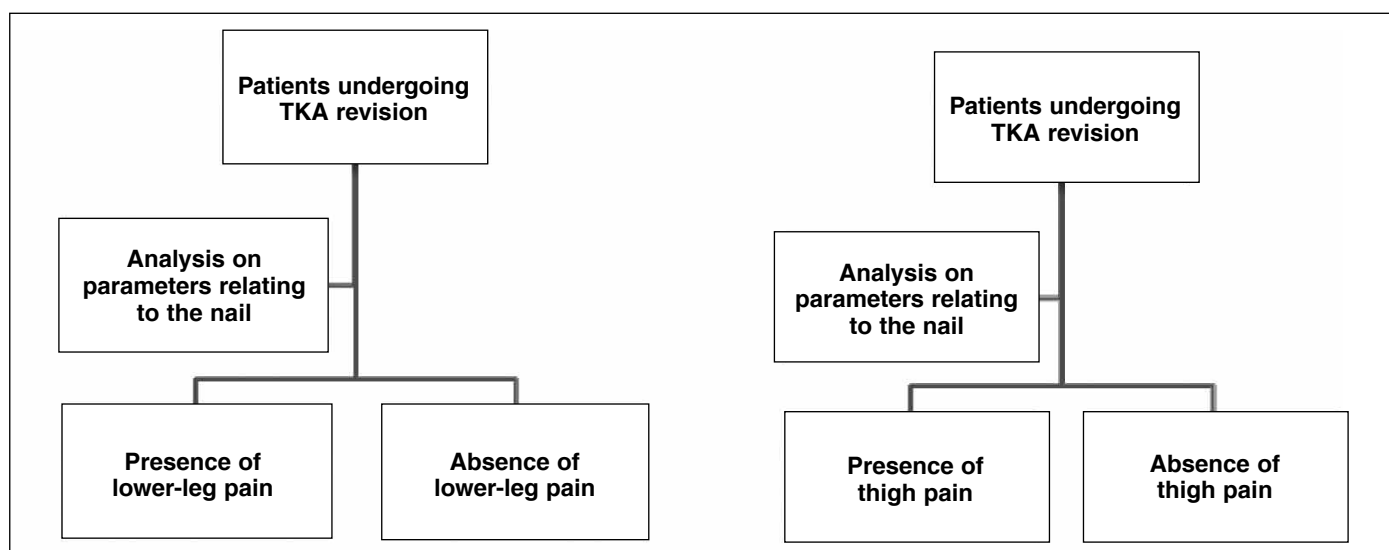 Patients undergoing
TKA revision
Analysis on
parameters relating
to the nail
Presence of
lower-leg pain
Absence of
lower-leg pain
Patients undergoing
TKA revision
Analysis on
parameters relating
to the nail
Presence of
thigh pain
Absence of
thigh pain